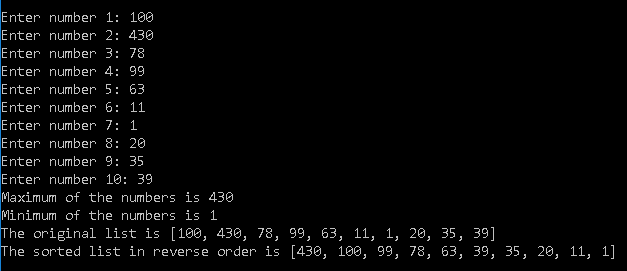 Enter number 1: 100
Enter number 2: 430
Enter number 3: 78
Enter number 4: 99
Enter number 5: 63
Enter number 6: 11
Enter number 7: 1
Enter number 8: 20
Enter number 9: 35
Enter number 10: 39
Maximum of the numbers is 430
Minimum of the numbers is 1
The original list is [100, 430, 78, 99, 63, 11, 1, 20, 35, 39]
The sorted list in reverse order is [430, 100, 99, 78, 63, 39, 35, 20, 11, 1]